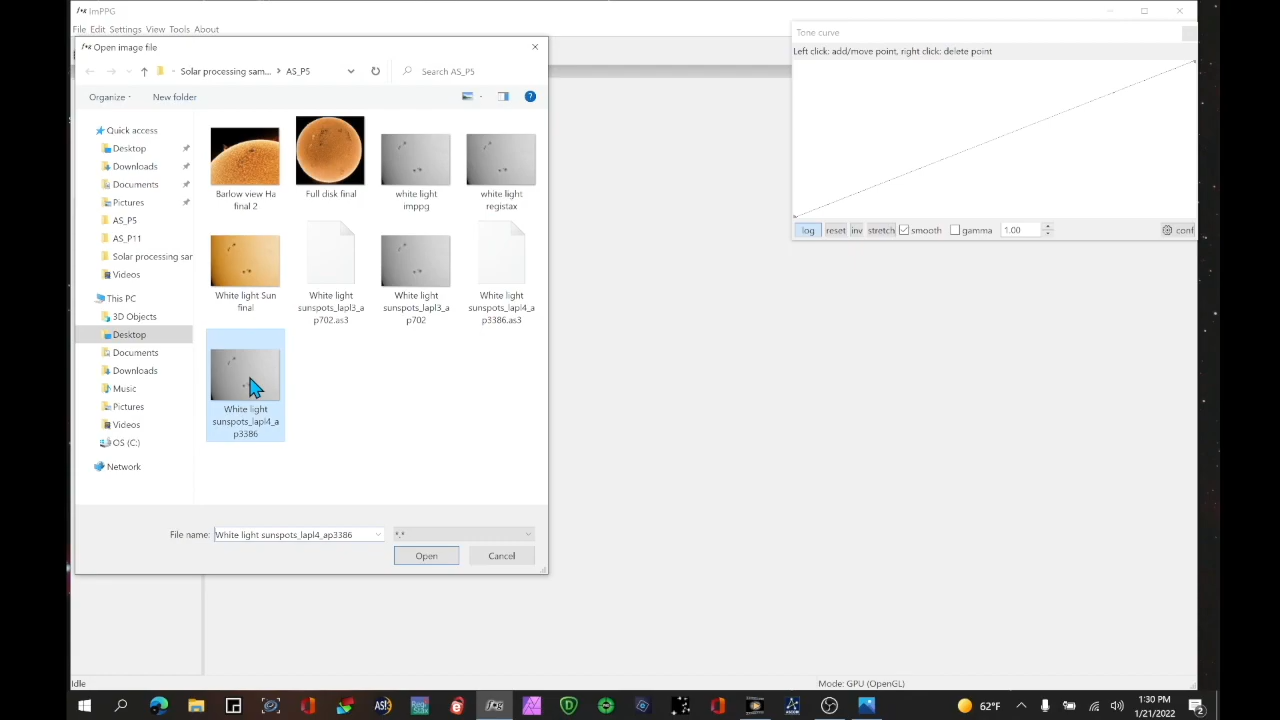 ImPPG
File Edit Settings View Tools About
Open image file
Solar processing sam... AS_P5
Search AS_P5
Organize
New folder
Quick access
Desktop
Downloads
Documents
Pictures
AS_P5
AS_P11
Solar processing sar
Videos
This PC
3D Objects
Desktop
Documents
Downloads
Music
Pictures
Videos
OS (C:)
Network
Barlow view Ha
final 2
Full disk final
white light
imppg
white light
registax
White light Sun
final
White light
sunspots_lapl3_a
p702.as3
White light
sunspots_lapl3_a
p702
White light
sunspots_lapl4_a
p3386.as3
White light
sunspots_lapl4_a
p3386
File name: White light sunspots_lapl4_ap3386
*.*
Open
Cancel
Tone curve
Left click: add/move point, right click: delete point
log reset inv stretch smooth gamma 1.00 conf
Idle
Mode: GPU (OpenGL)
62°F
1:30 PM
1/21/2022
2